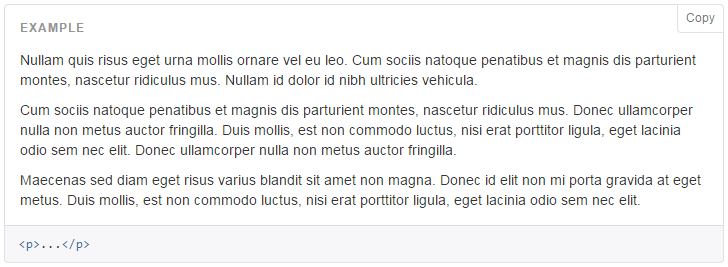 EXAMPLE
Copy
Nullam quis risus eget urna mollis ornare vel eu leo. Cum sociis natoque penatibus et magnis dis parturient
montes, nascetur ridiculus mus. Nullam id dolor id nibh ultricies vehicula.
Cum sociis natoque penatibus et magnis dis parturient montes, nascetur ridiculus mus. Donec ullamcorper
nulla non metus auctor fringilla. Duis mollis, est non commodo luctus, nisi erat porttitor ligula, eget lacinia
odio sem nec elit. Donec ullamcorper nulla non metus auctor fringilla.
Maecenas sed diam eget risus varius blandit sit amet non magna. Donec id elit non mi porta gravida at eget
metus. Duis mollis, est non commodo luctus, nisi erat porttitor ligula, eget lacinia odio sem nec elit.
<p>...</p>